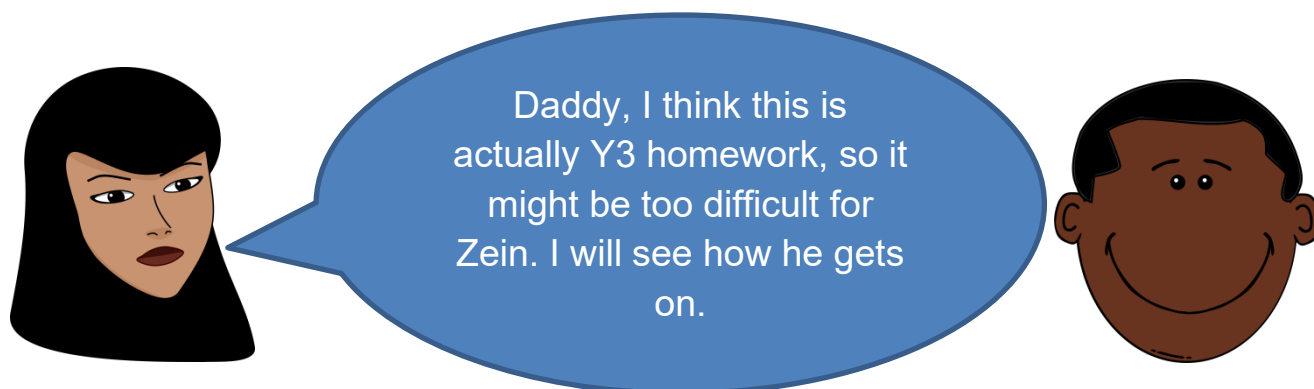 Daddy, I think this is
actually Y3 homework, so it
might be too difficult for
Zein. I will see how he gets
on.